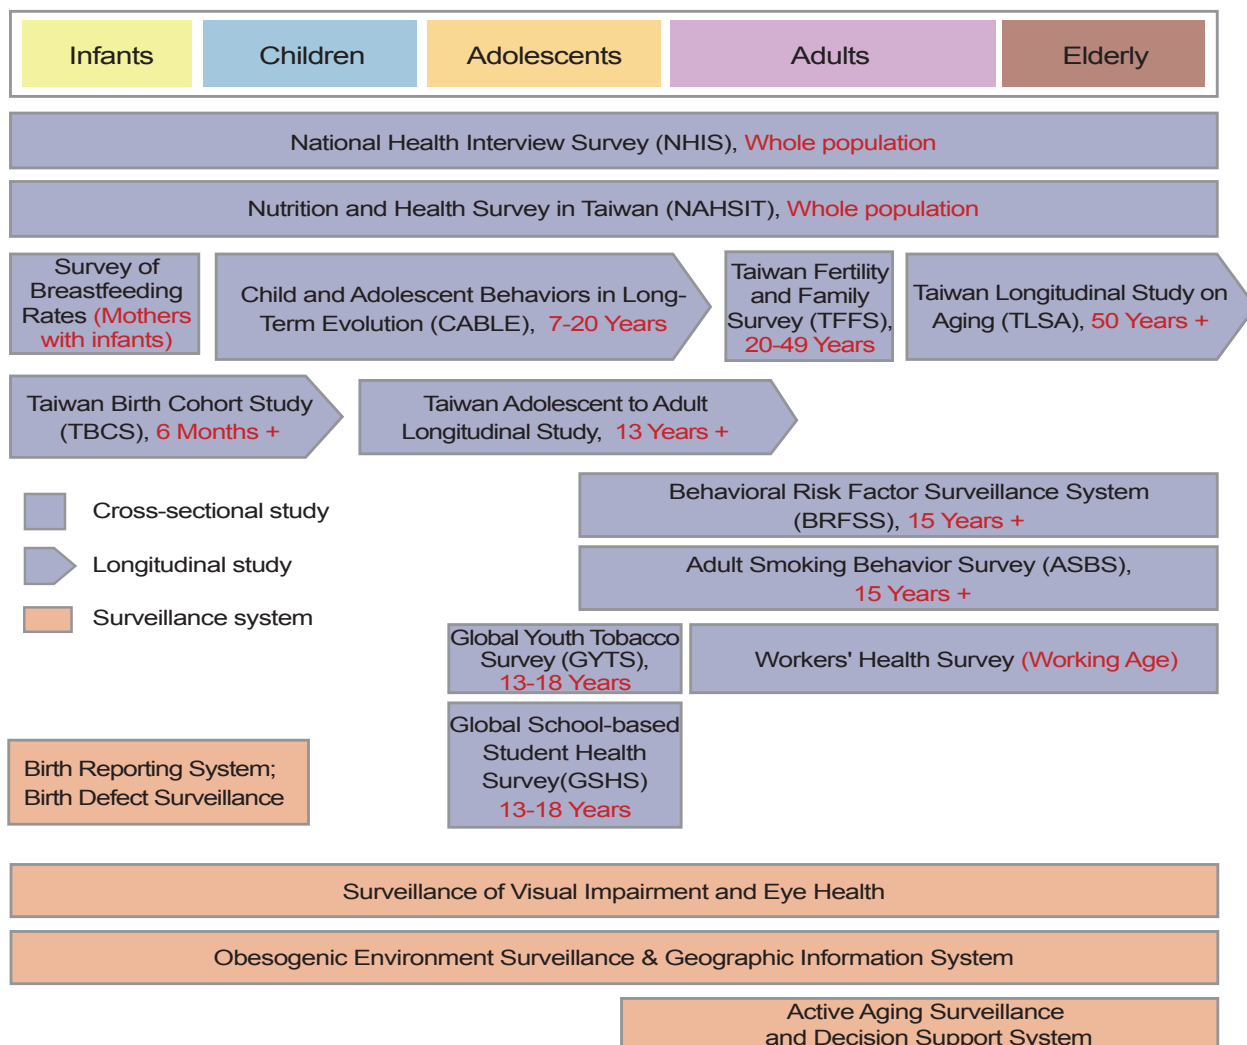 Infants
Children
Adolescents
Adults
Elderly
National Health Interview Survey (NHIS), Whole population
Nutrition and Health Survey in Taiwan (NAHSIT), Whole population
Survey of
Breastfeeding
Rates (Mothers
with infants)
Child and Adolescent Behaviors in Long-
Term Evolution (CABLE), 7-20 Years
Taiwan Fertility
and Family
Survey (TFFS),
20-49 Years
Taiwan Longitudinal Study on
Aging (TLSA), 50 Years +
Taiwan Birth Cohort Study
(TBCS), 6 Months +
Taiwan Adolescent to Adult
Longitudinal Study, 13 Years +
Behavioral Risk Factor Surveillance System
(BRFSS), 15 Years +
Cross-sectional study
Longitudinal study
Surveillance system
Adult Smoking Behavior Survey (ASBS),
15 Years +
Global Youth Tobacco
Survey (GYTS),
13-18 Years
Workers' Health Survey (Working Age)
Global School-based
Student Health
Survey(GSHS)
13-18 Years
Birth Reporting System;
Birth Defect Surveillance
Surveillance of Visual Impairment and Eye Health
Obesogenic Environment Surveillance & Geographic Information System
Active Aging Surveillance
and Decision Support System